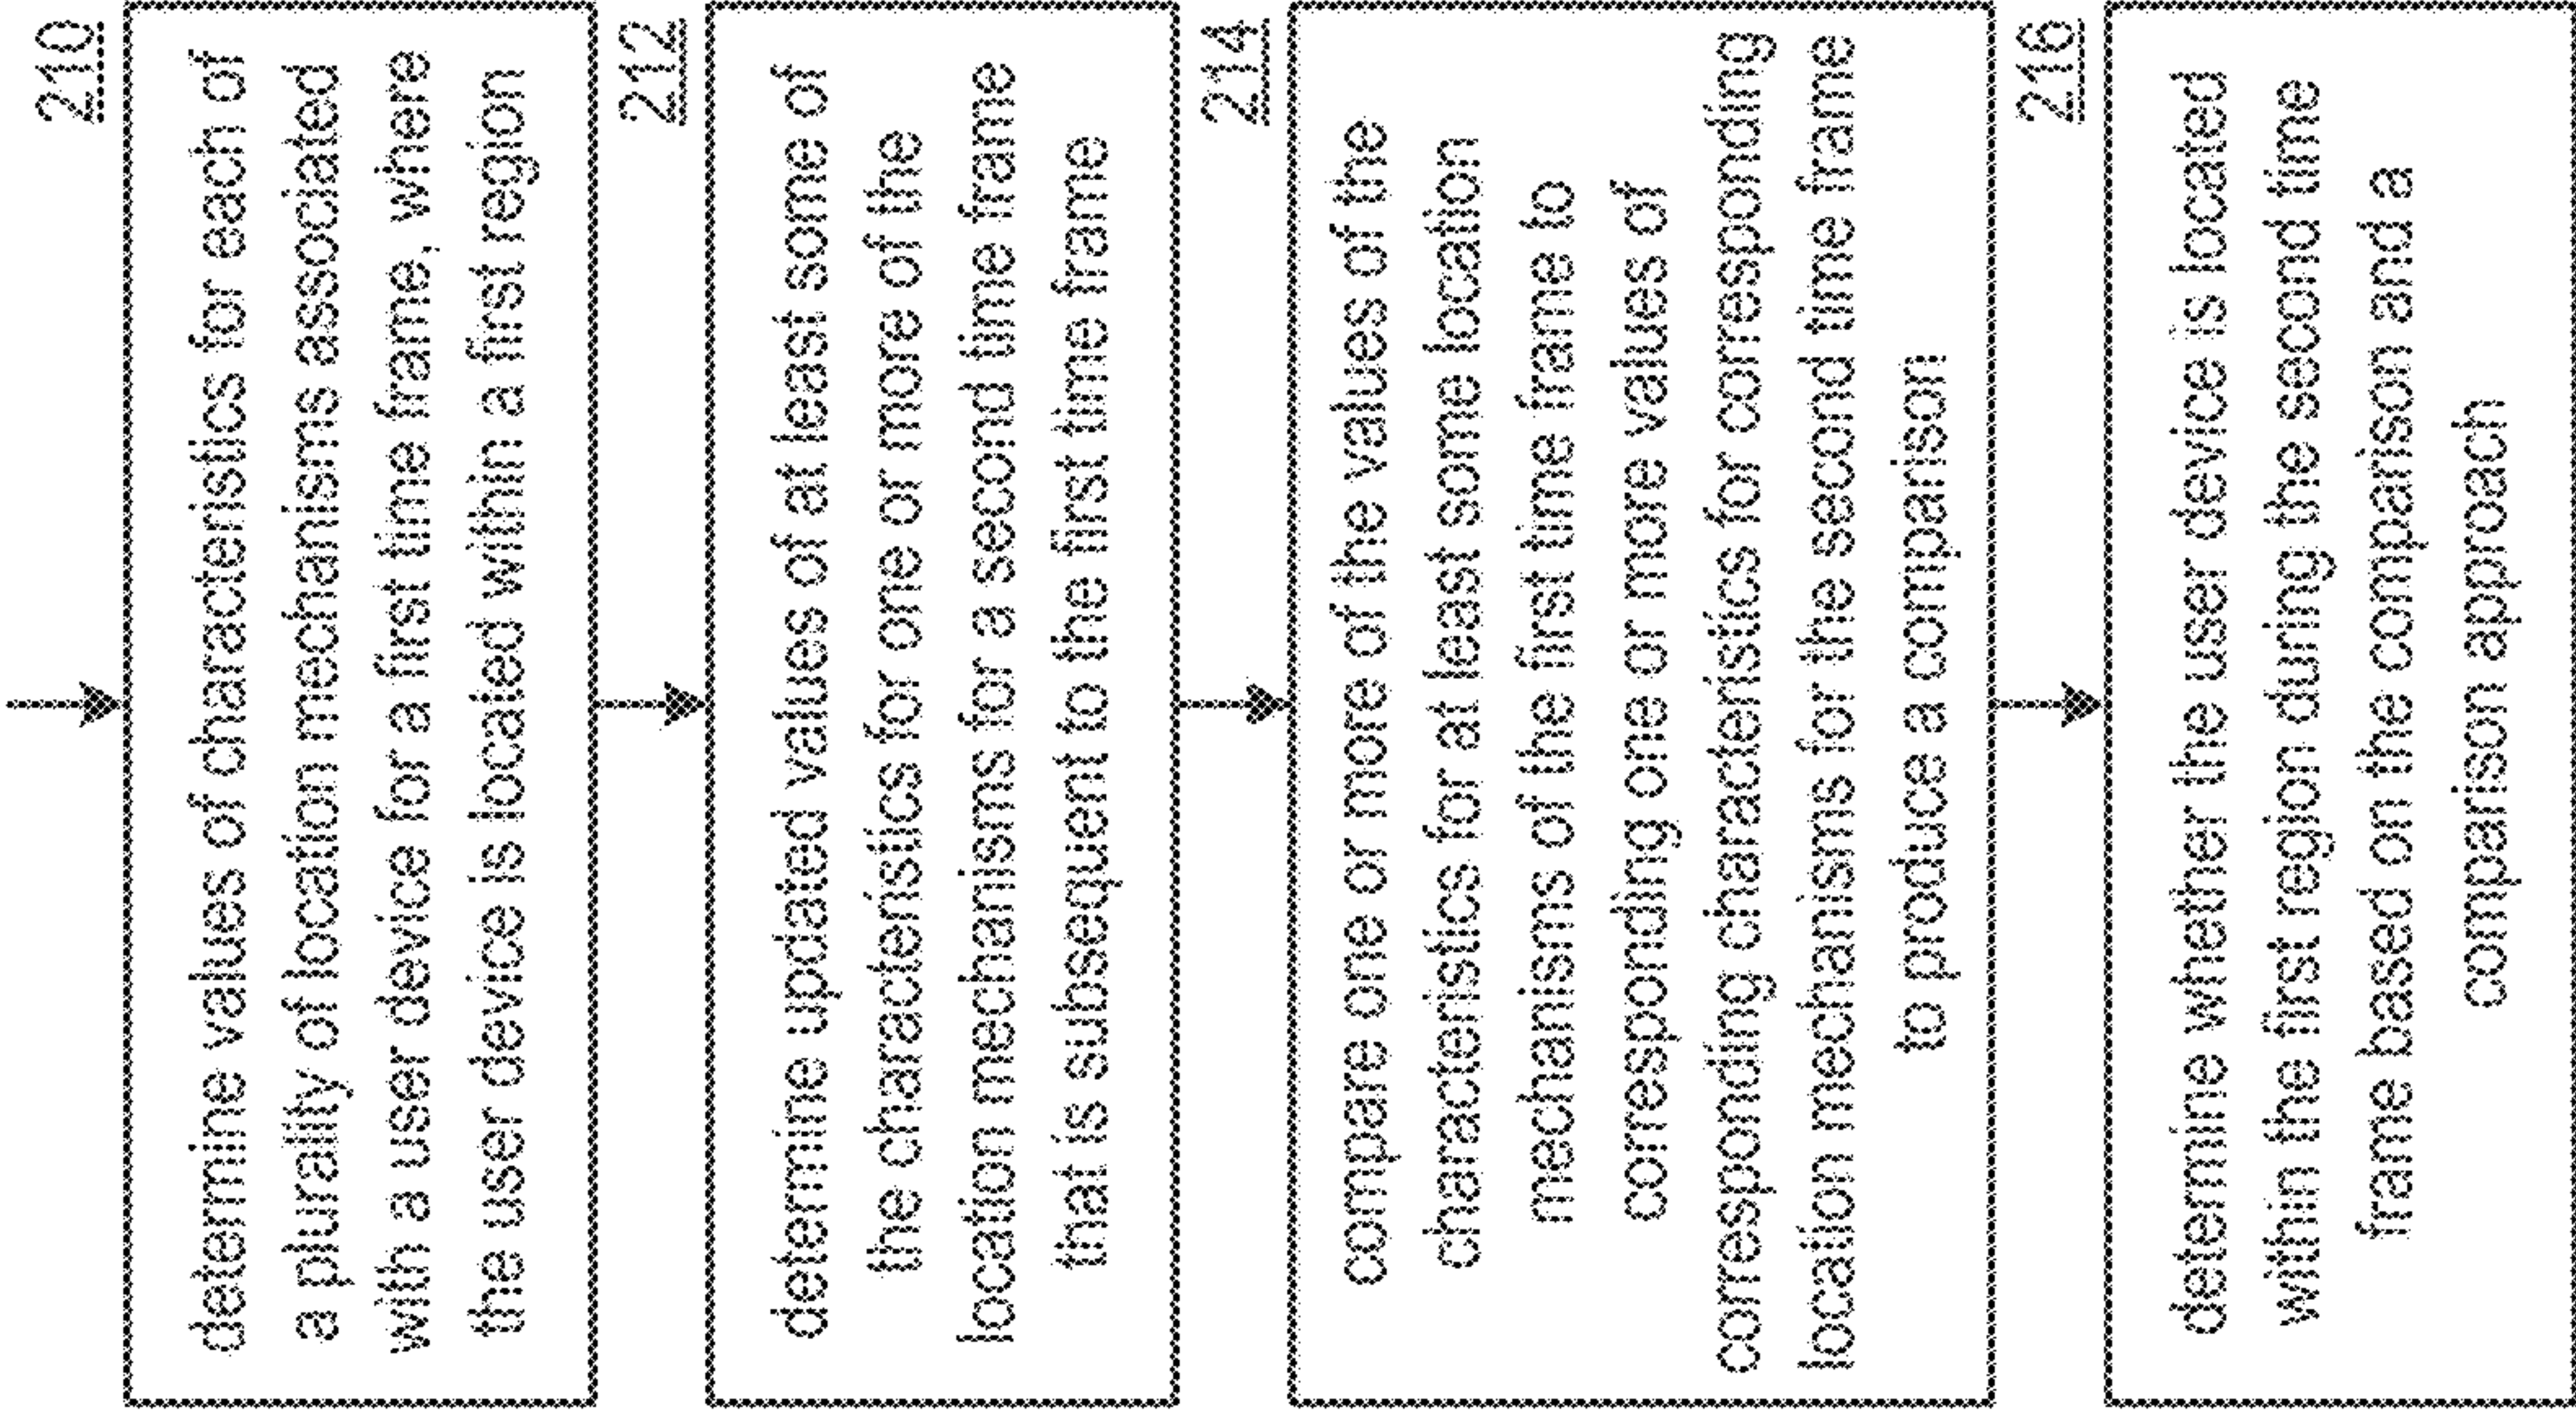 210
determine values of characteristics for each of
a plurality of location mechanisms associated
with a user device for a first time frame, where
the user device is located within a first region
212
determine updated values of at least some of
the characteristics for one or more of the
location mechanisms for a second time frame
that is subsequent to the first time frame
214
compare one or more of the values of the
characteristics for at least some location
mechanisms of the first time frame to
corresponding one or more values of
corresponding characteristics for corresponding
location mechanisms for the second time frame
to produce a comparison
216
determine whether the user device is located
within the first region during the second time
frame based on the comparison and a
comparison approach